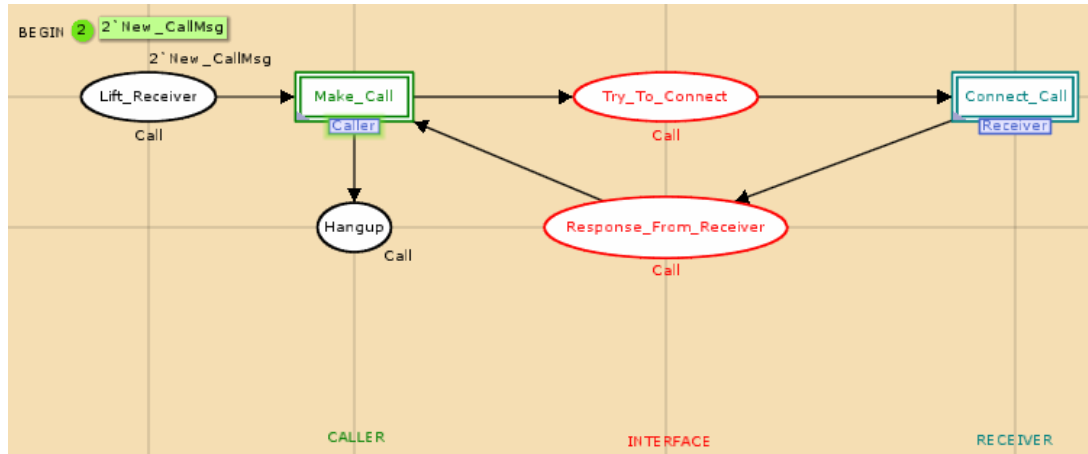 BEGIN 2 2`New_CallMsg
2`New_CallMsg
Lift_Receiver
Make_Call
Try_To_Connect
Connect_Call
Call
Caller
Call
Receiver
Hangup
Response_From_Receiver
Call
Call
CALLER
INTERFACE
RECEIVER